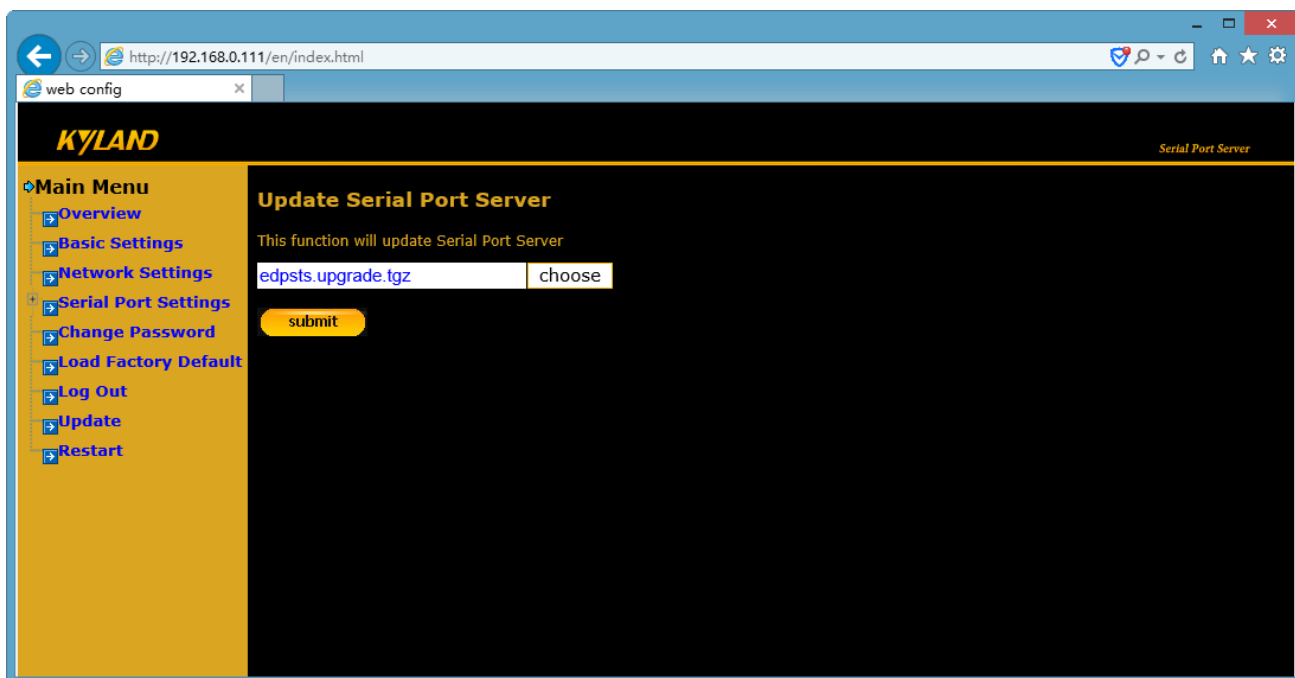 http://192.168.0.111/en/index.html
web config
KYLAND
Serial Port Server
Main Menu
Overview
Basic Settings
Network Settings
Serial Port Settings
Change Password
Load Factory Default
Log Out
Update
Restart
Update Serial Port Server
This function will update Serial Port Server
edpsts.upgrade.tgz choose
submit